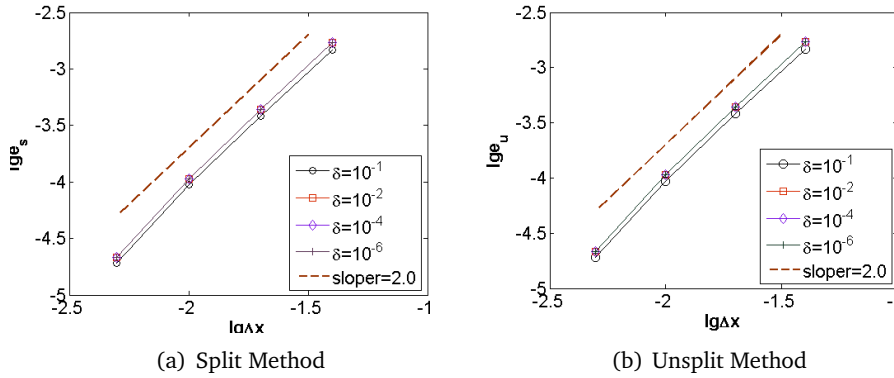 -2.5
-3
-3.5
-4
-4.5
-5
lge_s
δ=10^-1
δ=10^-2
δ=10^-4
δ=10^-6
sloper=2.0
-2.5
-2
-1.5
-1
lgΔx
(a) Split Method
-2.5
-3
-3.5
-4
-4.5
-5
lge_u
δ=10^-1
δ=10^-2
δ=10^-4
δ=10^-6
sloper=2.0
-2.5
-2
-1.5
lgΔx
(b) Unsplit Method